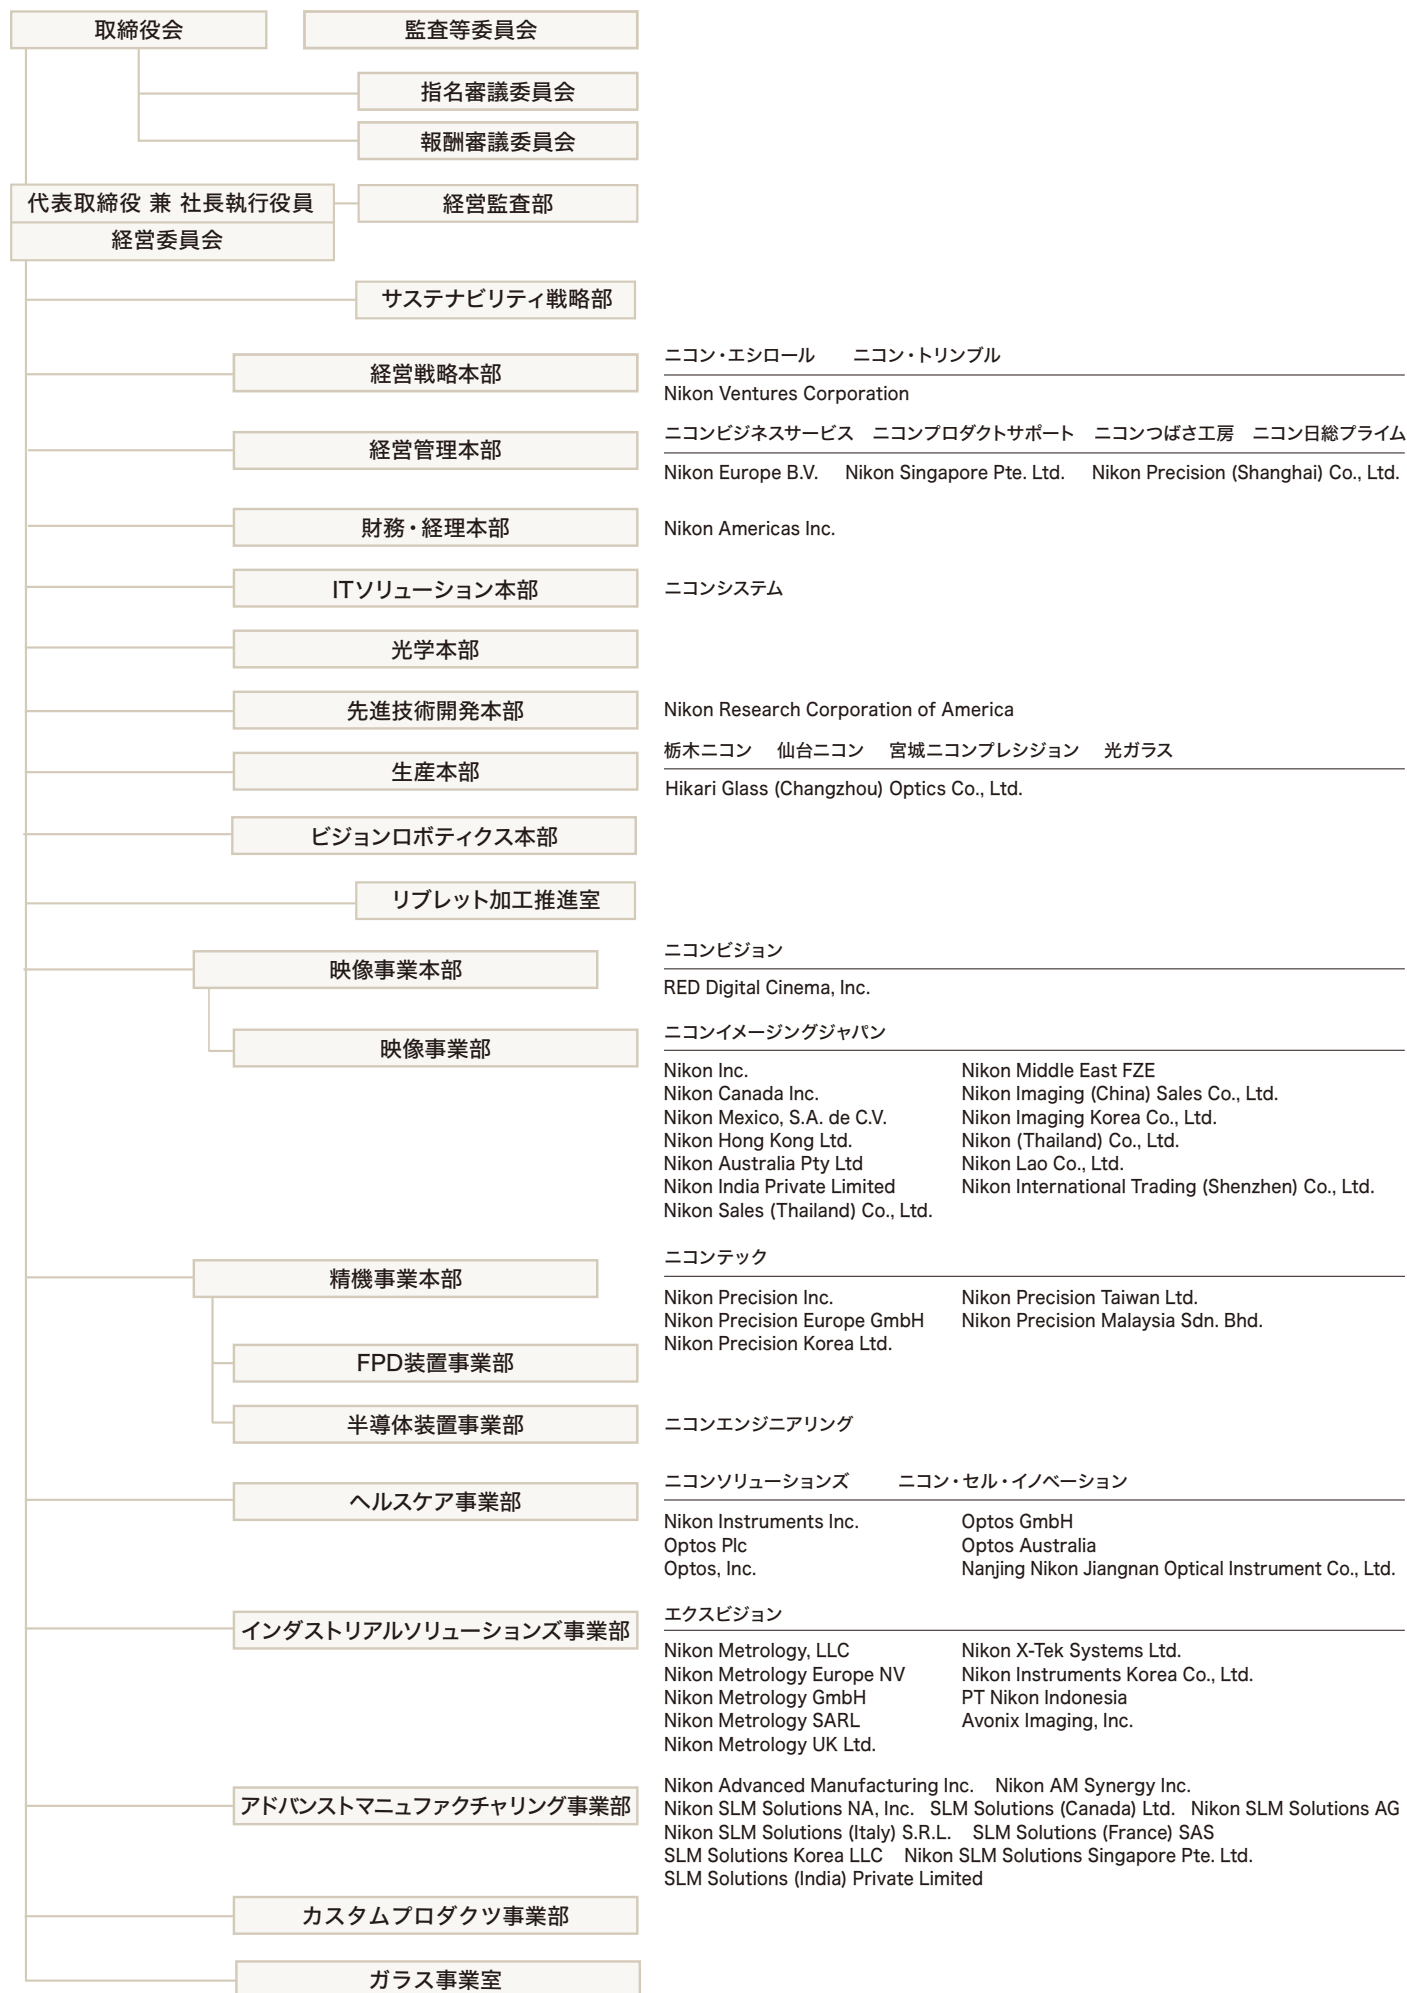 取締役会 監査等委員会
指名審議委員会
報酬審議委員会
代表取締役 兼 社長執行役員 経営監査部
経営委員会
サステナビリティ戦略部
経営戦略本部
ニコン・エシロール ニコン・トリンブル
Nikon Ventures Corporation
経営管理本部
ニコンビジネスサービス ニコンプロダクトサポート ニコンつばさ工房 ニコン日総プライム
Nikon Europe B.V. Nikon Singapore Pte. Ltd. Nikon Precision (Shanghai) Co., Ltd.
財務・経理本部 Nikon Americas Inc.
ITソリューション本部 ニコンシステム
光学本部
先進技術開発本部 Nikon Research Corporation of America
生産本部
栃木ニコン 仙台ニコン 宮城ニコンプレシジョン 光ガラス
Hikari Glass (Changzhou) Optics Co., Ltd.
ビジョンロボティクス本部
リブレット加工推進室
映像事業本部
ニコンビジョン
RED Digital Cinema, Inc.
映像事業部
ニコンイメージングジャパン
Nikon Inc. Nikon Middle East FZE
Nikon Canada Inc. Nikon Imaging (China) Sales Co., Ltd.
Nikon Mexico, S.A. de C.V. Nikon Imaging Korea Co., Ltd.
Nikon Hong Kong Ltd. Nikon (Thailand) Co., Ltd.
Nikon Australia Pty Ltd Nikon Lao Co., Ltd.
Nikon India Private Limited Nikon International Trading (Shenzhen) Co., Ltd.
Nikon Sales (Thailand) Co., Ltd.
精機事業本部
ニコンテック
Nikon Precision Inc. Nikon Precision Taiwan Ltd.
Nikon Precision Europe GmbH Nikon Precision Malaysia Sdn. Bhd.
Nikon Precision Korea Ltd.
FPD装置事業部
半導体装置事業部 ニコンエンジニアリング
ヘルスケア事業部
ニコンソリューションズ ニコン・セル・イノベーション
Nikon Instruments Inc. Optos GmbH
Optos Plc Optos Australia
Optos, Inc. Nanjing Nikon Jiangnan Optical Instrument Co., Ltd.
インダストリアルソリューションズ事業部
エクスビジョン
Nikon Metrology, LLC Nikon X-Tek Systems Ltd.
Nikon Metrology Europe NV Nikon Instruments Korea Co., Ltd.
Nikon Metrology GmbH PT Nikon Indonesia
Nikon Metrology SARL Avonix Imaging, Inc.
Nikon Metrology UK Ltd.
アドバンストマニュファクチャリング事業部
Nikon Advanced Manufacturing Inc. Nikon AM Synergy Inc.
Nikon SLM Solutions NA, Inc. SLM Solutions (Canada) Ltd. Nikon SLM Solutions AG
Nikon SLM Solutions (Italy) S.R.L. SLM Solutions (France) SAS
SLM Solutions Korea LLC Nikon SLM Solutions Singapore Pte. Ltd.
SLM Solutions (India) Private Limited
カスタムプロダクツ事業部
ガラス事業室